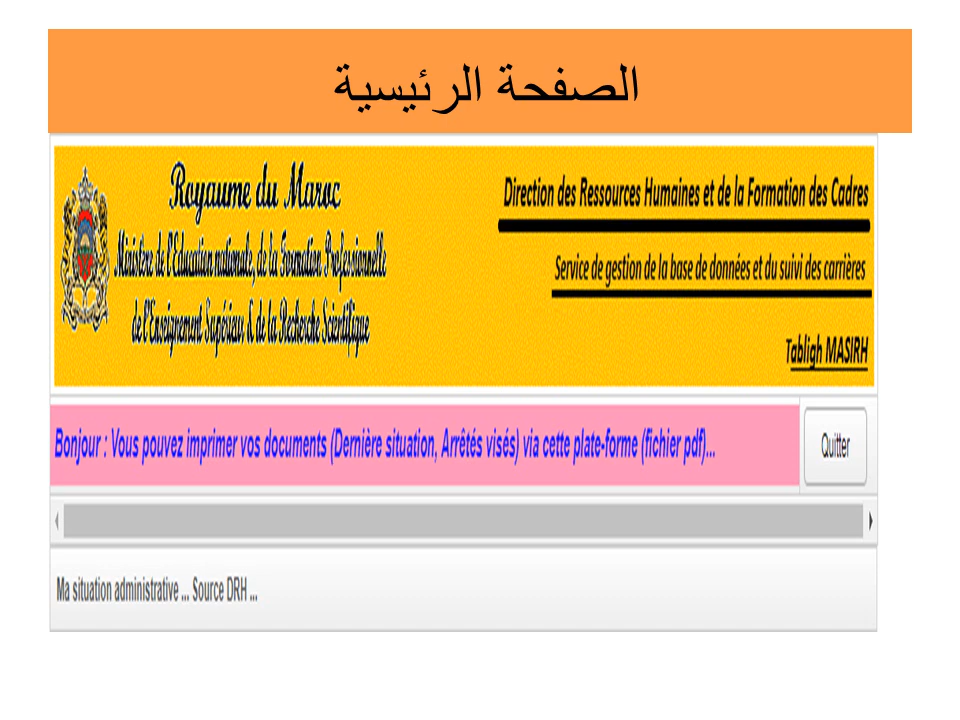 الصفحة الرئيسية
Royaume du Maroc
Ministère de l'Education nationale, de la Formation Professionnelle
de l'Enseignement Supérieur & de la Recherche Scientifique
Direction des Ressources Humaines et de la Formation des Cadres
Service de gestion de la base de données et du suivi des carrières
Tabligh MASIRH
Bonjour : Vous pouvez imprimer vos documents (Dernière situation, Arrêtés visés) via cette plate-forme (fichier pdf)...
Quitter
Ma situation administrative ... Source DRH ...